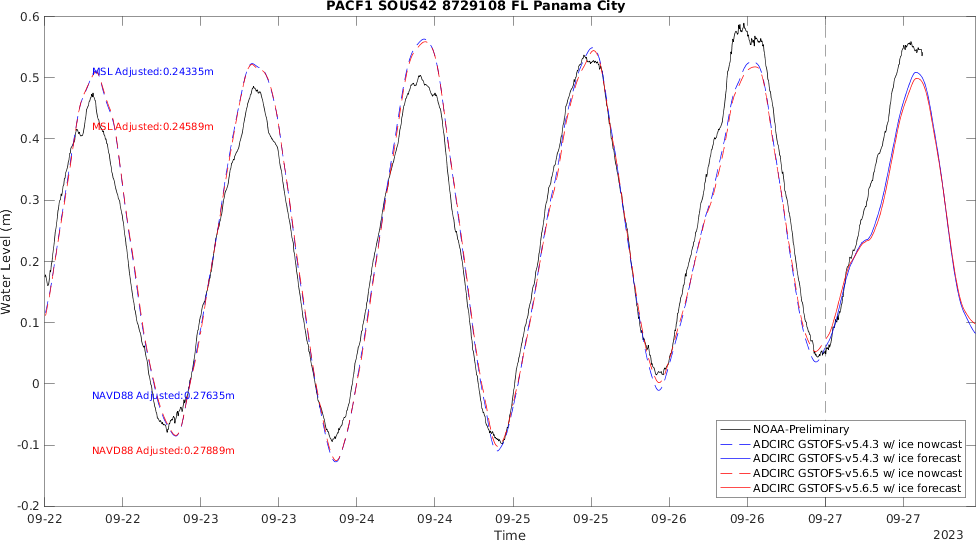 PACF1 SOUS42 8729108 FL Panama City
0.6
0.5
0.4
0.3
0.2
0.1
0
-0.1
-0.2
Water Level (m)
MSL Adjusted:0.24335m
MSL Adjusted:0.24589m
NAVD88 Adjusted:0.27635m
NAVD88 Adjusted:0.27889m
NOAA-Preliminary
ADCIRC GSTOFS-v5.4.3 w/ ice nowcast
ADCIRC GSTOFS-v5.4.3 w/ ice forecast
ADCIRC GSTOFS-v5.6.5 w/ ice nowcast
ADCIRC GSTOFS-v5.6.5 w/ ice forecast
09-22 09-22 09-23 09-23 09-24 09-24 09-25 09-25 09-26 09-26 09-27 09-27
Time
2023